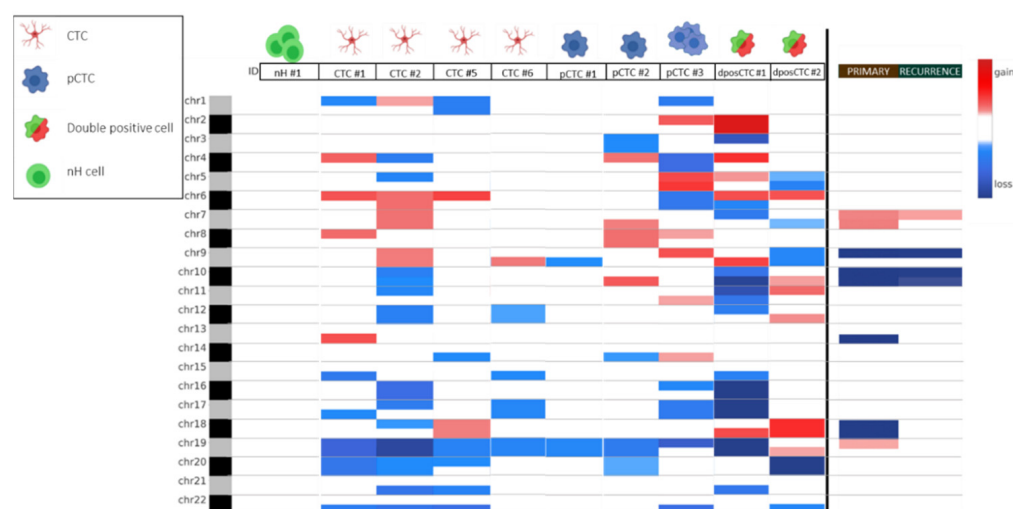 CTC
pCTC
Double positive cell
nH cell
ID nH #1 CTC #1 CTC #2 CTC #5 CTC #6 pCTC #1 pCTC #2 pCTC #3 dposCTC #1 dposCTC #2 PRIMARY RECURRENCE
gain
loss
chr1
chr2
chr3
chr4
chr5
chr6
chr7
chr8
chr9
chr10
chr11
chr12
chr13
chr14
chr15
chr16
chr17
chr18
chr19
chr20
chr21
chr22